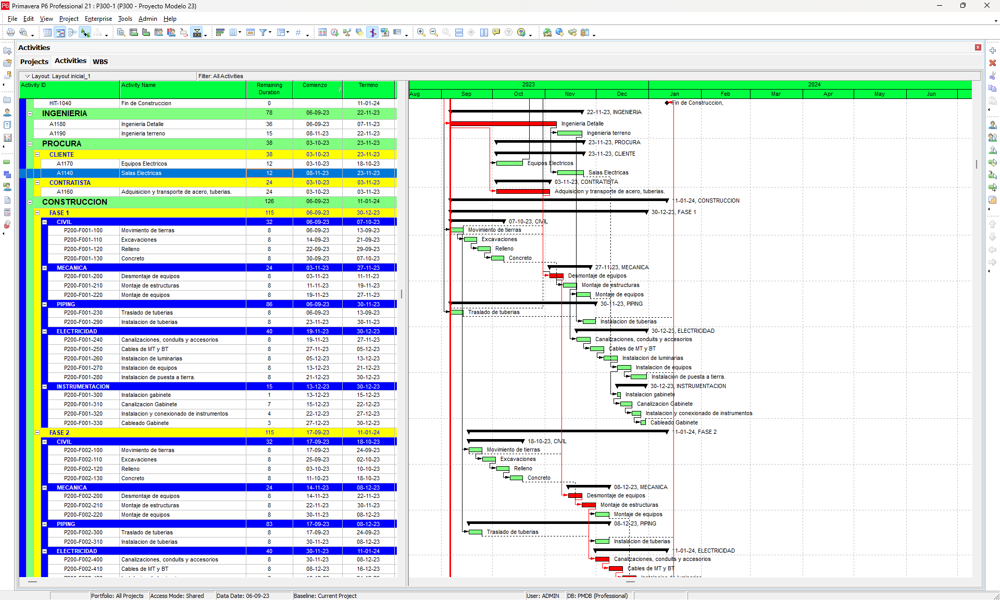 Primavera P6 Professional 21 : P300-1 (P300 - Proyecto Modelo 23)
File Edit View Project Enterprise Tools Admin Help
Activities
Projects Activities WBS
Layout: Layout inicial_1 Filter: All Activities
Activity ID Activity Name Remaining Duration Comienzo Termino
HIT-1040 Fin de Construccion 0 11-01-24
INGENIERIA 78 06-09-23 22-11-23
A1180 Ingenieria Detalle 36 06-09-23 07-11-23
A1190 Ingenieria terreno 15 08-11-23 22-11-23
PROCURA 38 03-10-23 23-11-23
CLIENTE 38 03-10-23 23-11-23
A1170 Equipos Electricos 12 03-10-23 18-10-23
A1140 Salas Electricas 12 08-11-23 23-11-23
CONTRATISTA 24 03-10-23 03-11-23
A1160 Adquisicion y transporte de acero, tuberias. 24 03-10-23 03-11-23
CONSTRUCCION 126 06-09-23 11-01-24
FASE 1 115 06-09-23 30-12-23
CIVIL 32 06-09-23 07-10-23
P200-F001-100 Movimiento de tierras 8 06-09-23 13-09-23
P200-F001-110 Excavaciones 8 14-09-23 21-09-23
P200-F001-120 Relleno 8 22-09-23 29-09-23
P200-F001-130 Concreto 8 30-09-23 07-10-23
MECANICA 24 03-11-23 27-11-23
P200-F001-200 Desmontaje de equipos 8 03-11-23 11-11-23
P200-F001-210 Montaje de estructuras 8 11-11-23 19-11-23
P200-F001-220 Montaje de equipos 8 19-11-23 27-11-23
PIPING 86 06-09-23 30-11-23
P200-F001-230 Traslado de tuberias 8 06-09-23 13-09-23
P200-F001-290 Instalacion de tuberias 8 23-11-23 30-11-23
ELECTRICIDAD 40 19-11-23 30-12-23
P200-F001-240 Canalizaciones, conduits y accesorios 8 19-11-23 27-11-23
P200-F001-250 Cables de MT y BT 8 27-11-23 05-12-23
P200-F001-260 Instalacion de luminarias 8 05-12-23 13-12-23
P200-F001-270 Instalacion de equipos 8 13-12-23 21-12-23
P200-F001-280 Instalacion de puesta a tierra. 8 21-12-23 30-12-23
INSTRUMENTACION 15 13-12-23 30-12-23
P200-F001-300 Instalacion gabinete 1 13-12-23 15-12-23
P200-F001-310 Canalizacion Gabinete 7 15-12-23 22-12-23
P200-F001-320 Instalacion y conexionado de instrumentos 4 22-12-23 27-12-23
P200-F001-330 Cableado Gabinete 3 27-12-23 30-12-23
FASE 2 115 17-09-23 11-01-24
CIVIL 32 17-09-23 18-10-23
P200-F002-100 Movimiento de tierras 8 17-09-23 24-09-23
P200-F002-110 Excavaciones 8 25-09-23 02-10-23
P200-F002-120 Relleno 8 03-10-23 10-10-23
P200-F002-130 Concreto 8 11-10-23 18-10-23
MECANICA 24 14-11-23 08-12-23
P200-F002-200 Desmontaje de equipos 8 14-11-23 22-11-23
P200-F002-210 Montaje de estructuras 8 22-11-23 30-11-23
P200-F002-220 Montaje de equipos 8 30-11-23 08-12-23
PIPING 83 17-09-23 08-12-23
P200-F002-300 Traslado de tuberias 8 17-09-23 24-09-23
P200-F002-310 Instalacion de tuberias 8 30-11-23 08-12-23
ELECTRICIDAD 40 30-11-23 11-01-24
P200-F002-400 Canalizaciones, conduits y accesorios 8 30-11-23 08-12-23
P200-F002-410 Cables de MT y BT 8 08-12-23 16-12-23
2023 2024
Aug Sep Oct Nov Dec Jan Feb Mar Apr May Jun
Fin de Construccion,
22-11-23, INGENIERIA
Ingenieria Detalle
Ingenieria terreno
23-11-23, PROCURA
23-11-23, CLIENTE
Equipos Electricos
Salas Electricas
03-11-23, CONTRATISTA
Adquisicion y transporte de acero, tuberias.
11-01-24, CONSTRUCCION
30-12-23, FASE 1
07-10-23, CIVIL
Movimiento de tierras
Excavaciones
Relleno
Concreto
27-11-23, MECANICA
Desmontaje de equipos
Montaje de estructuras
Montaje de equipos
30-11-23, PIPING
Traslado de tuberias
Instalacion de tuberias
30-12-23, ELECTRICIDAD
Canalizaciones, conduits y accesorios
Cables de MT y BT
Instalacion de luminarias
Instalacion de equipos
Instalacion de puesta a tierra.
30-12-23, INSTRUMENTACION
Instalacion gabinete
Canalizacion Gabinete
Instalacion y conexionado de instrumentos
Cableado Gabinete
11-01-24, FASE 2
18-10-23, CIVIL
Movimiento de tierras
Excavaciones
Relleno
Concreto
08-12-23, MECANICA
Desmontaje de equipos
Montaje de estructuras
Montaje de equipos
08-12-23, PIPING
Traslado de tuberias
Instalacion de tuberias
11-01-24, ELECTRICIDAD
Canalizaciones, conduits y accesorios
Cables de MT y BT
Portfolio: All Projects Access Mode: Shared Data Date: 06-09-23 Baseline: Current Project User: ADMIN DB: PMDB (Professional)